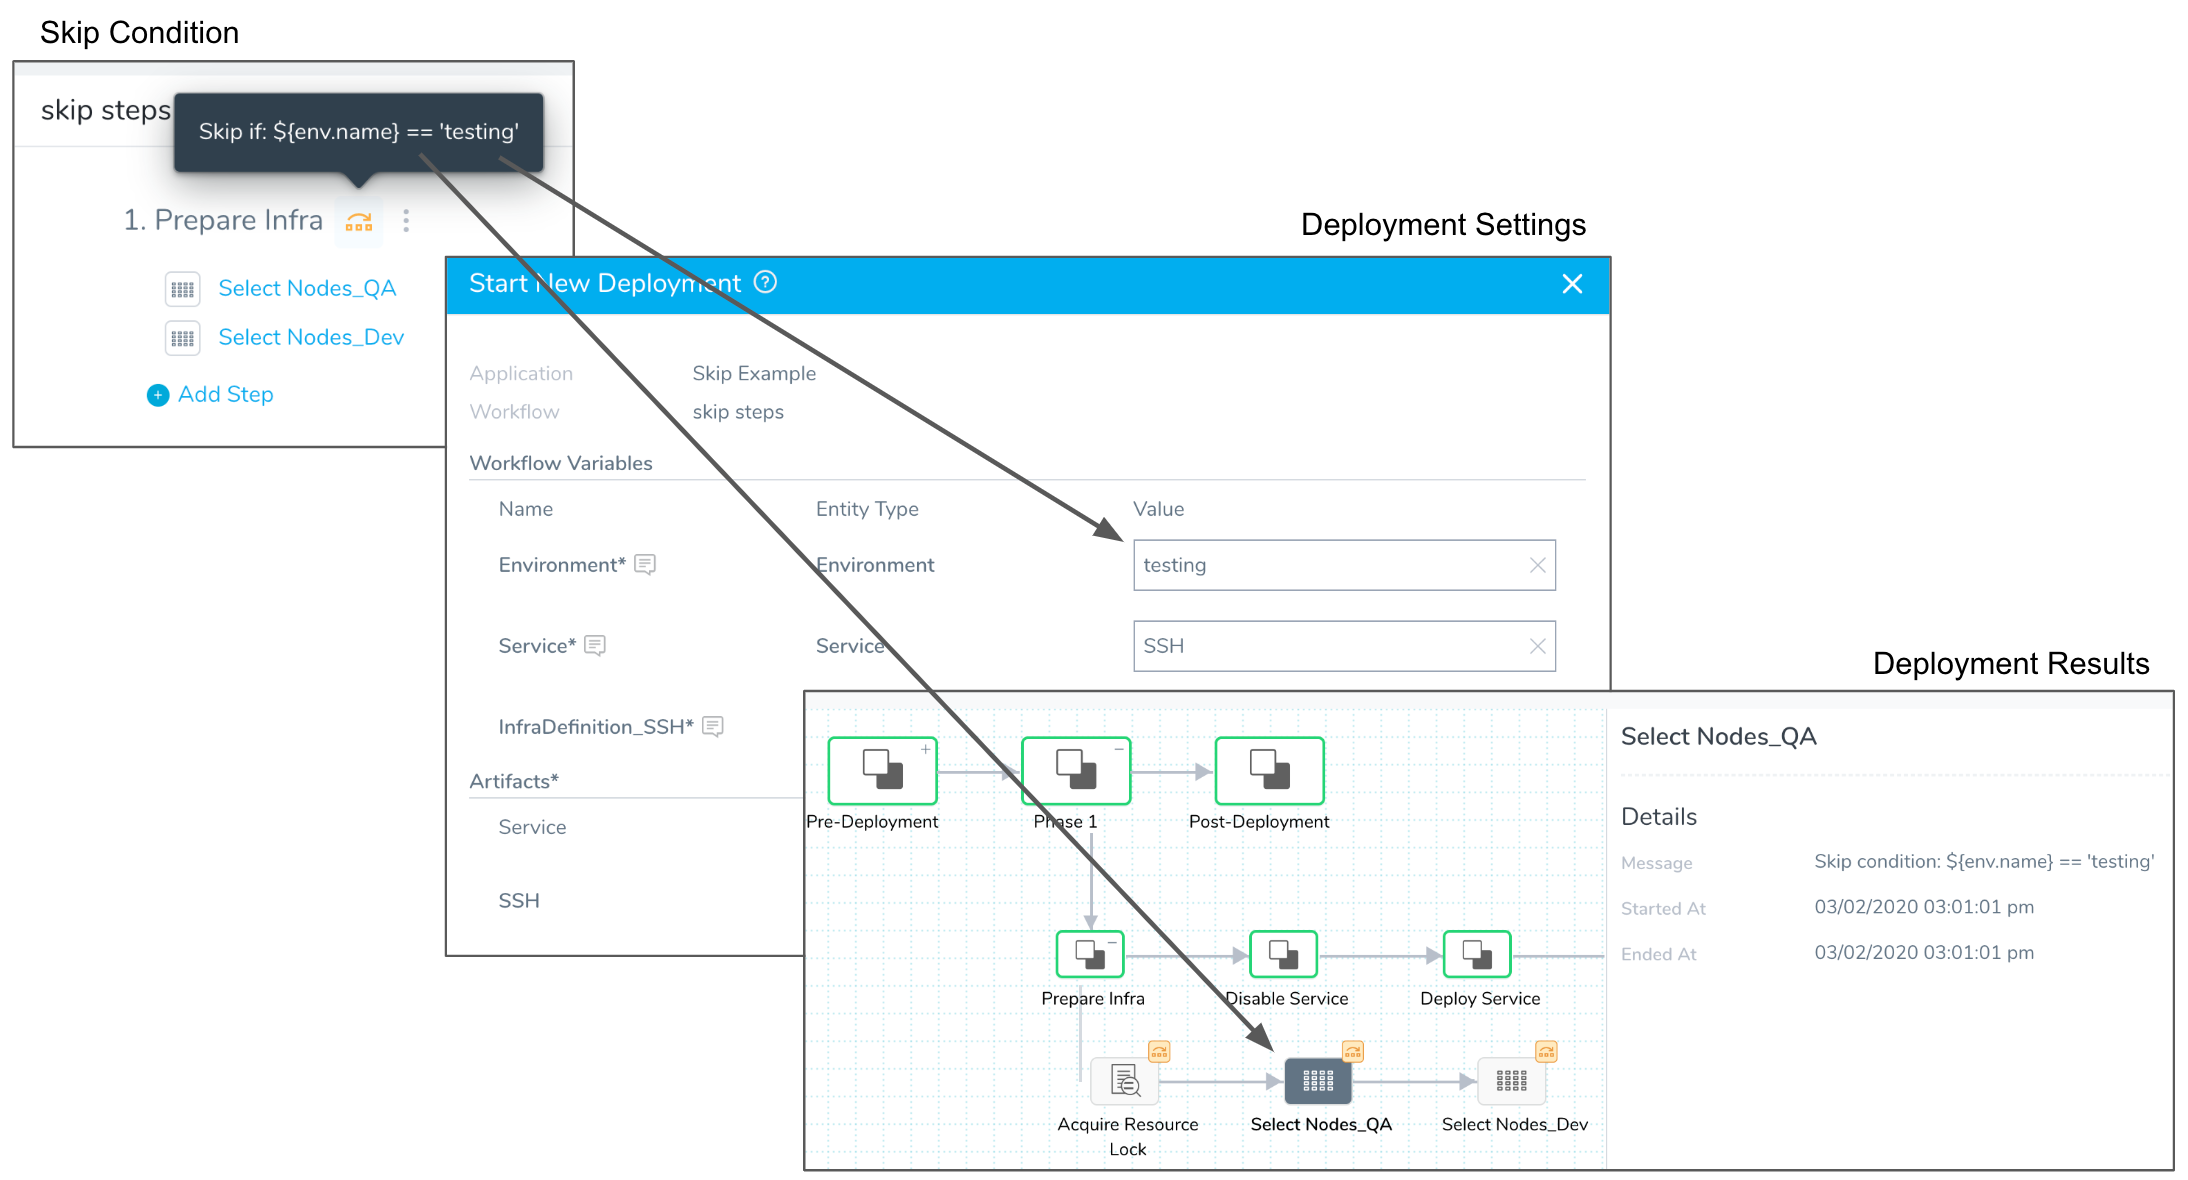 Skip Condition
skip steps
Skip if: ${env.name} == 'testing'
1. Prepare Infra
Select Nodes_QA
Select Nodes_Dev
Add Step
Deployment Settings
Start New Deployment
Application Skip Example
Workflow skip steps
Workflow Variables
Name Entity Type Value
Environment* Environment testing
Service* Service SSH
InfraDefinition_SSH*
Artifacts*
Service
SSH
Deployment Results
Pre-Deployment Phase 1 Post-Deployment
Prepare Infra Disable Service Deploy Service
Acquire Resource Lock Select Nodes_QA Select Nodes_Dev
Select Nodes_QA
Details
Message Skip condition: ${env.name} == 'testing'
Started At 03/02/2020 03:01:01 pm
Ended At 03/02/2020 03:01:01 pm